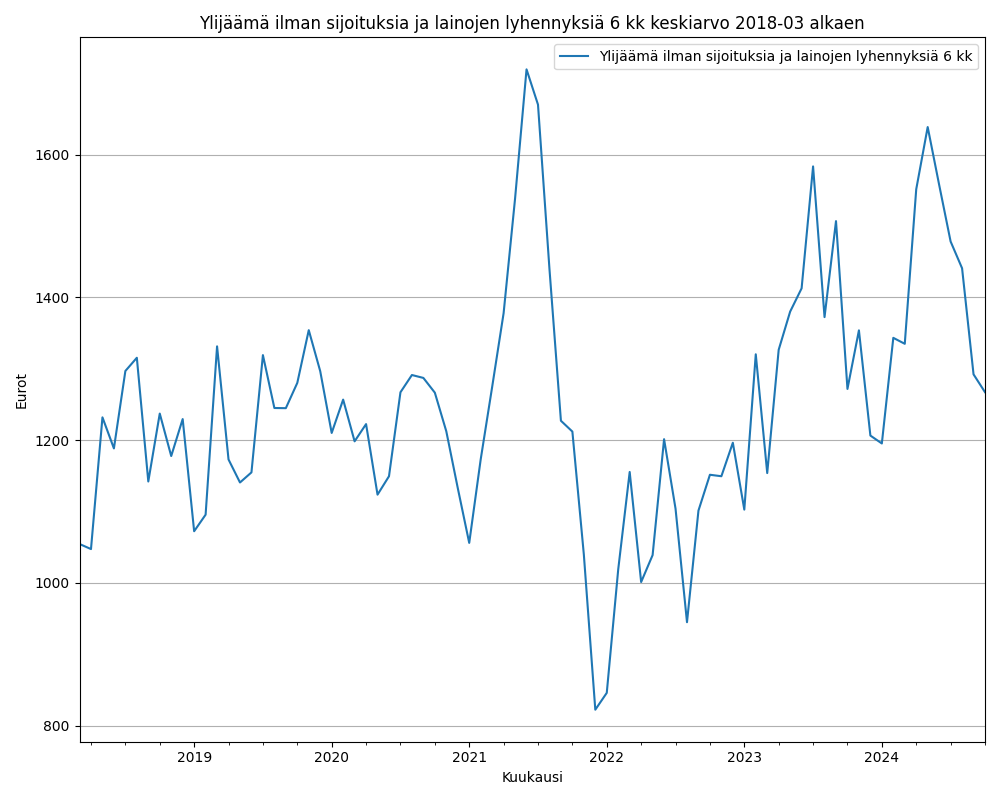 Ylijäämä ilman sijoituksia ja lainojen lyhennyksiä 6 kk keskiarvo 2018-03 alkaen
Ylijäämä ilman sijoituksia ja lainojen lyhennyksiä 6 kk
1600
1400
1200
1000
800
Eurot
2019
2020
2021
2022
2023
2024
Kuukausi